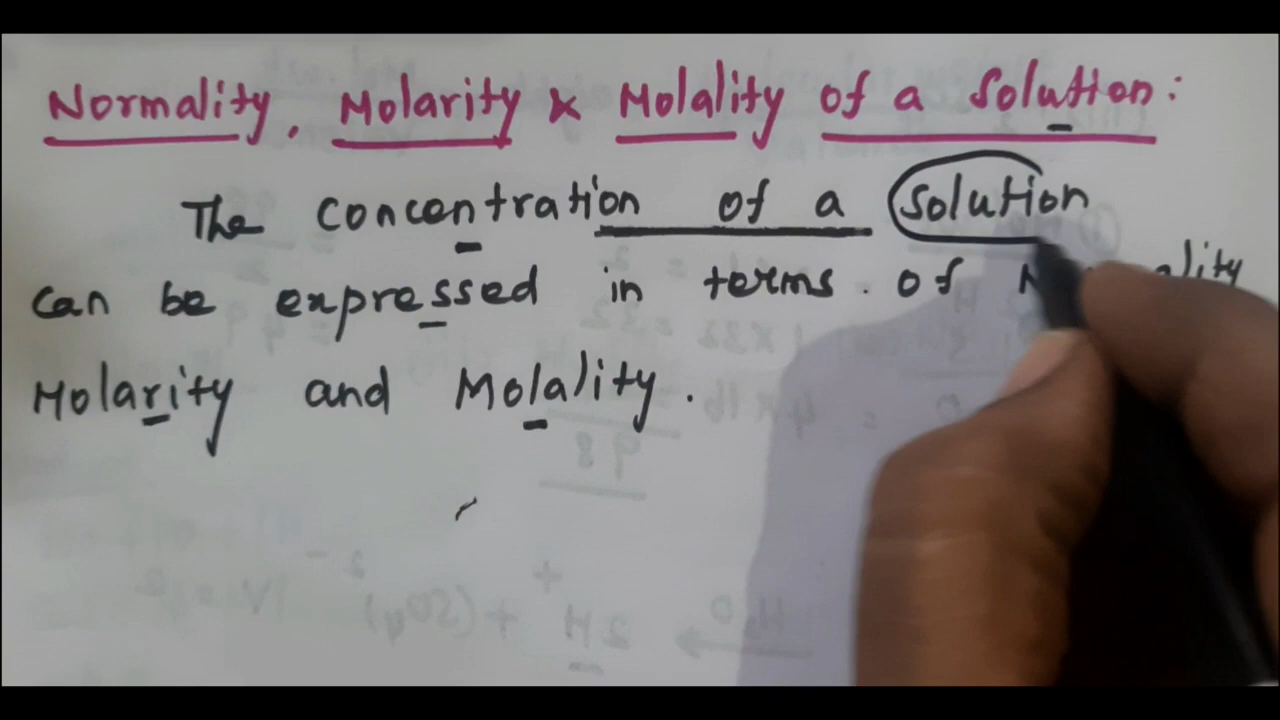 Normality, Molarity & Molality of a Solution:
The Concentration of a Solution
can be expressed in terms of
Molarity and Molality.